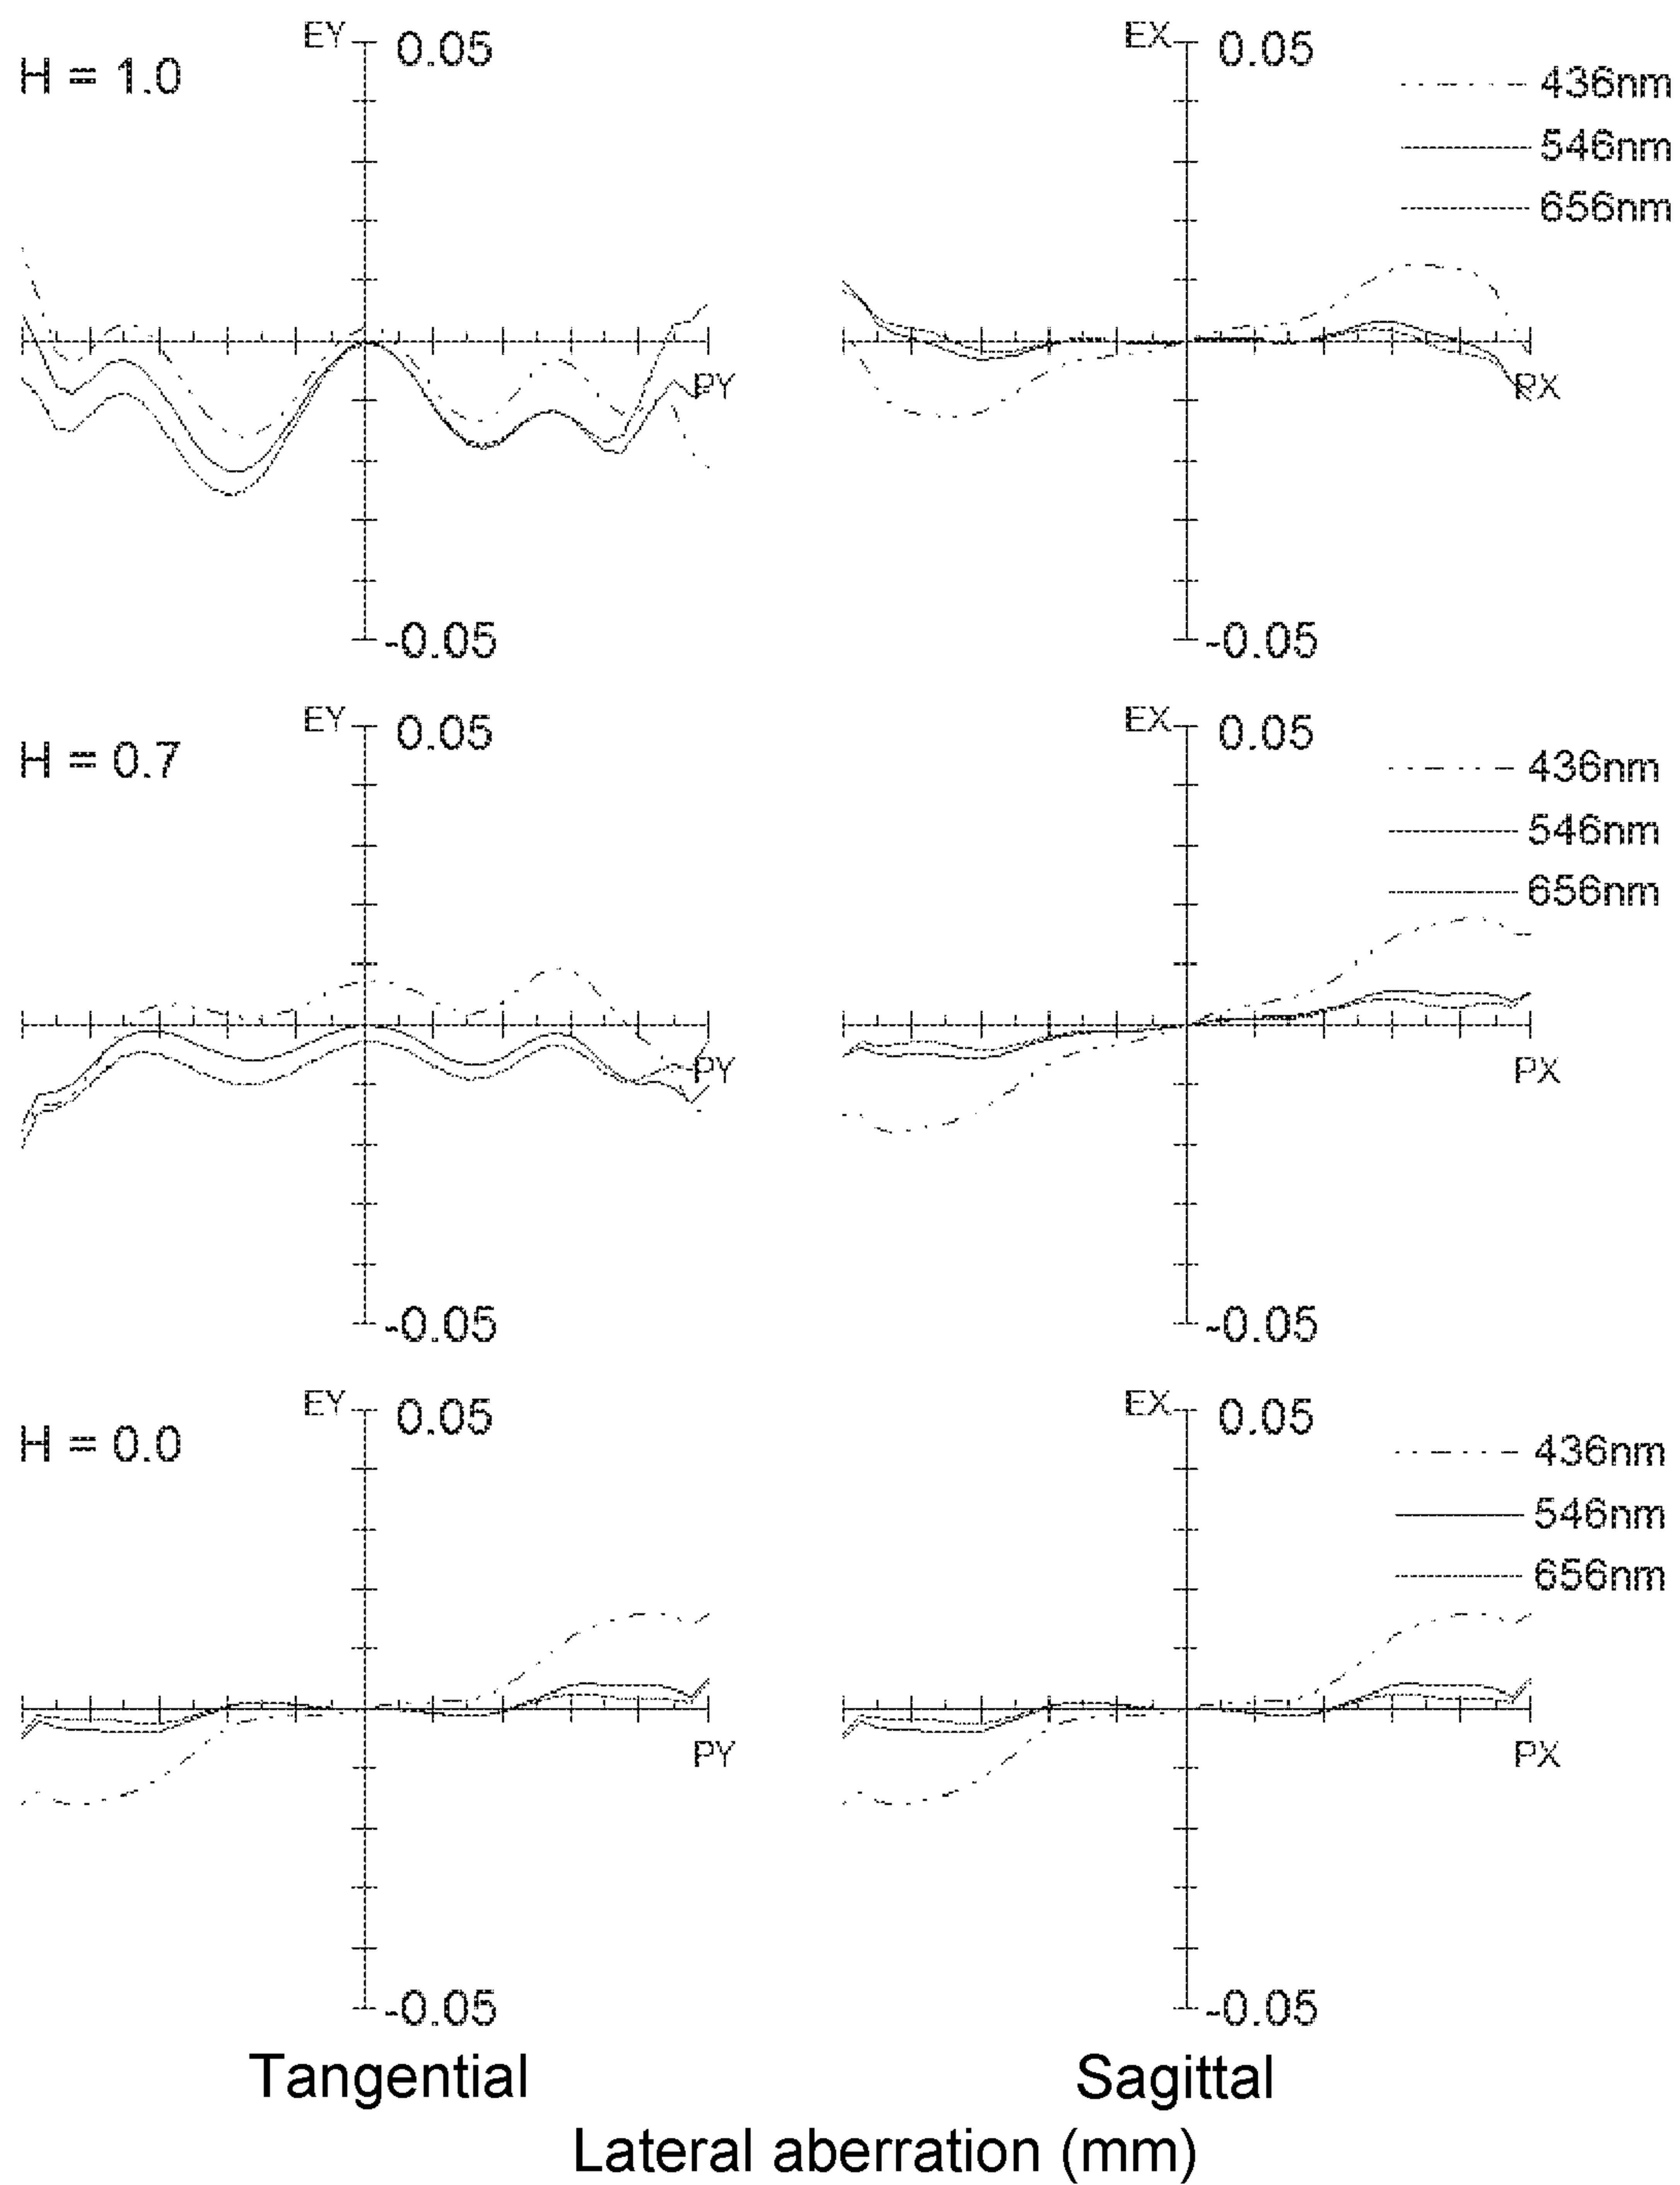 H = 1.0
EY 0.05
PY
-0.05
EX 0.05
PX
-0.05
436nm
546nm
656nm
H = 0.7
EY 0.05
PY
-0.05
EX 0.05
PX
-0.05
436nm
546nm
656nm
H = 0.0
EY 0.05
PY
-0.05
EX 0.05
PX
-0.05
436nm
546nm
656nm
Tangential
Sagittal
Lateral aberration (mm)